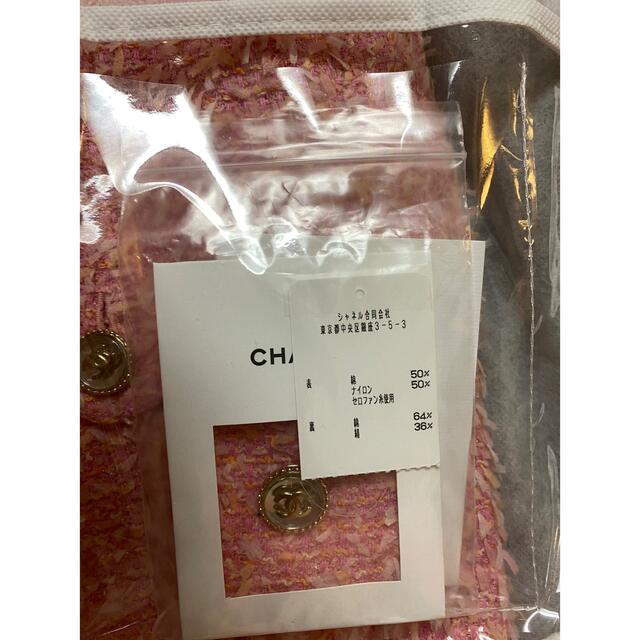 シャネル合同会社
東京都中央区銀座3-5-3
CHA
表 綿 50%
ナイロン 50%
セロファン糸使用
裏 綿 64%
絹 36%